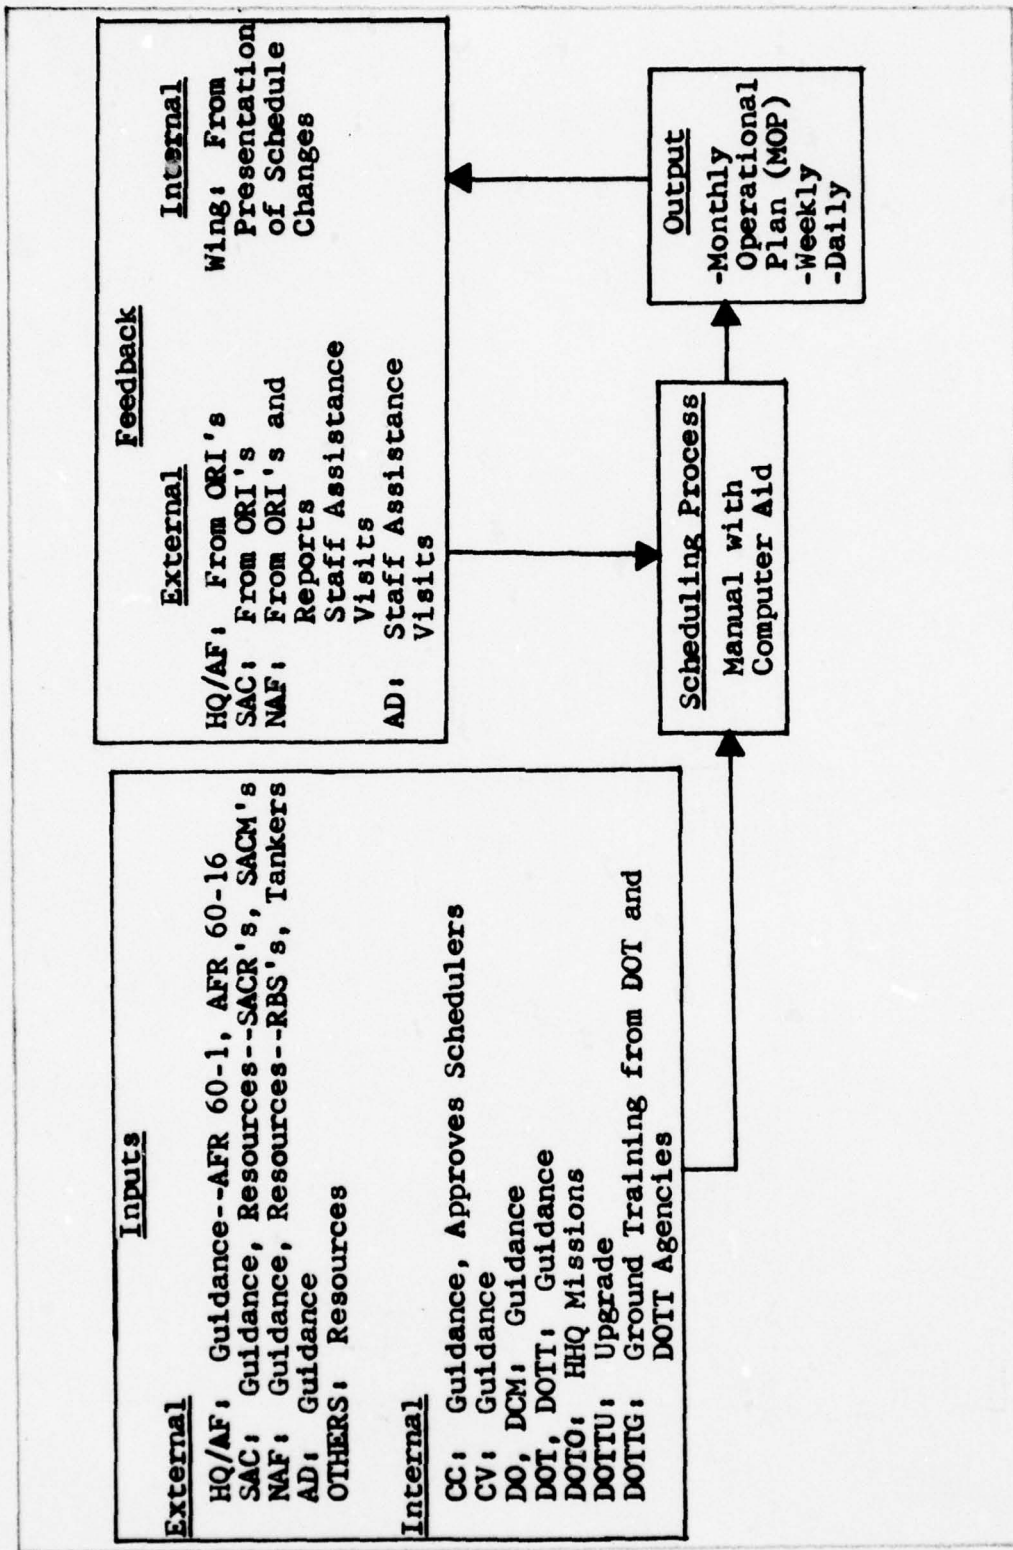 Inputs
External
HQ/AF: Guidance--AFR 60-1, AFR 60-16
SAC: Guidance, Resources--SACR's, SACM's
NAF: Guidance, Resources--RBS's, Tankers
AD: Guidance
OTHERS: Resources
Internal
CC: Guidance, Approves Schedulers
CV: Guidance
DO, DCM: Guidance
DOT, DOTT: Guidance
DOTO: HHQ Missions
DOTTU: Upgrade
DOTTG: Ground Training from DOT and
DOTT Agencies
Feedback
External
HQ/AF: From ORI's
SAC: From ORI's
NAF: From ORI's and
Reports
Staff Assistance
Visits
AD: Staff Assistance
Visits
Internal
Wing: From
Presentation
of Schedule
Changes
Scheduling Process
Manual with
Computer Aid
Output
-Monthly
Operational
Plan (MOP)
-Weekly
-Daily